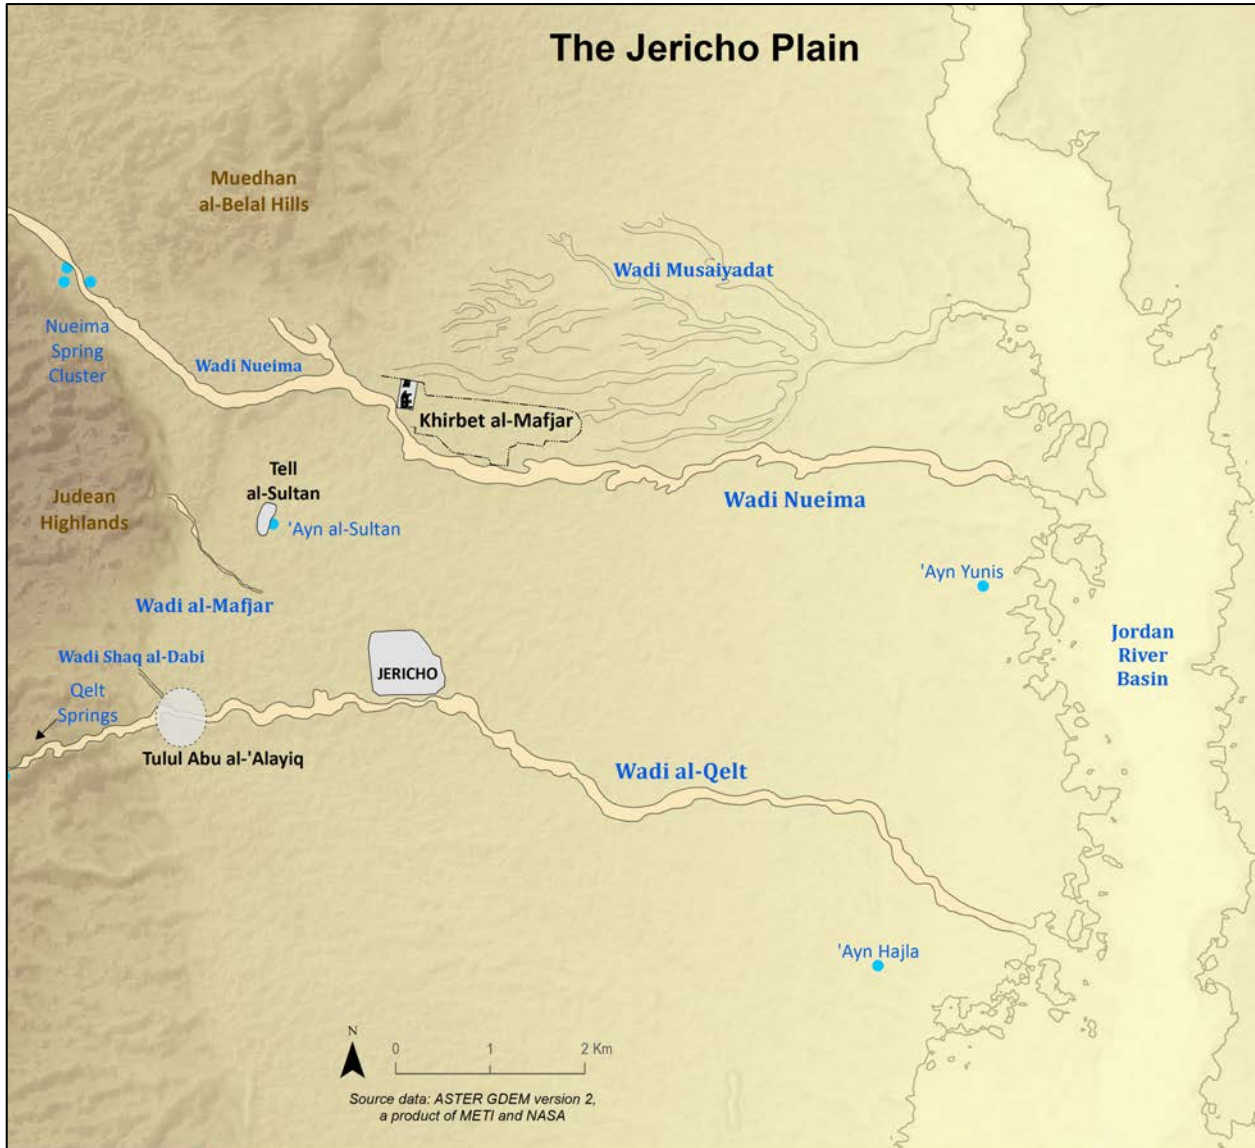 The Jericho Plain
Muedhan
al-Belal Hills
Wadi Musaiyadat
Nueima
Spring
Cluster
Wadi Nueima
Khirbet al-Mafjar
Tell
al-Sultan
Judean
Highlands
Wadi Nueima
'Ayn al-Sultan
'Ayn Yunis
Wadi al-Mafjar
Jordan
River
Basin
Wadi Shaq al-Dabi
JERICHO
Qelt
Springs
Tulul Abu al-'Alayiq
Wadi al-Qelt
'Ayn Hajla
N
0 1 2 Km
Source data: ASTER GDEM version 2,
a product of METI and NASA